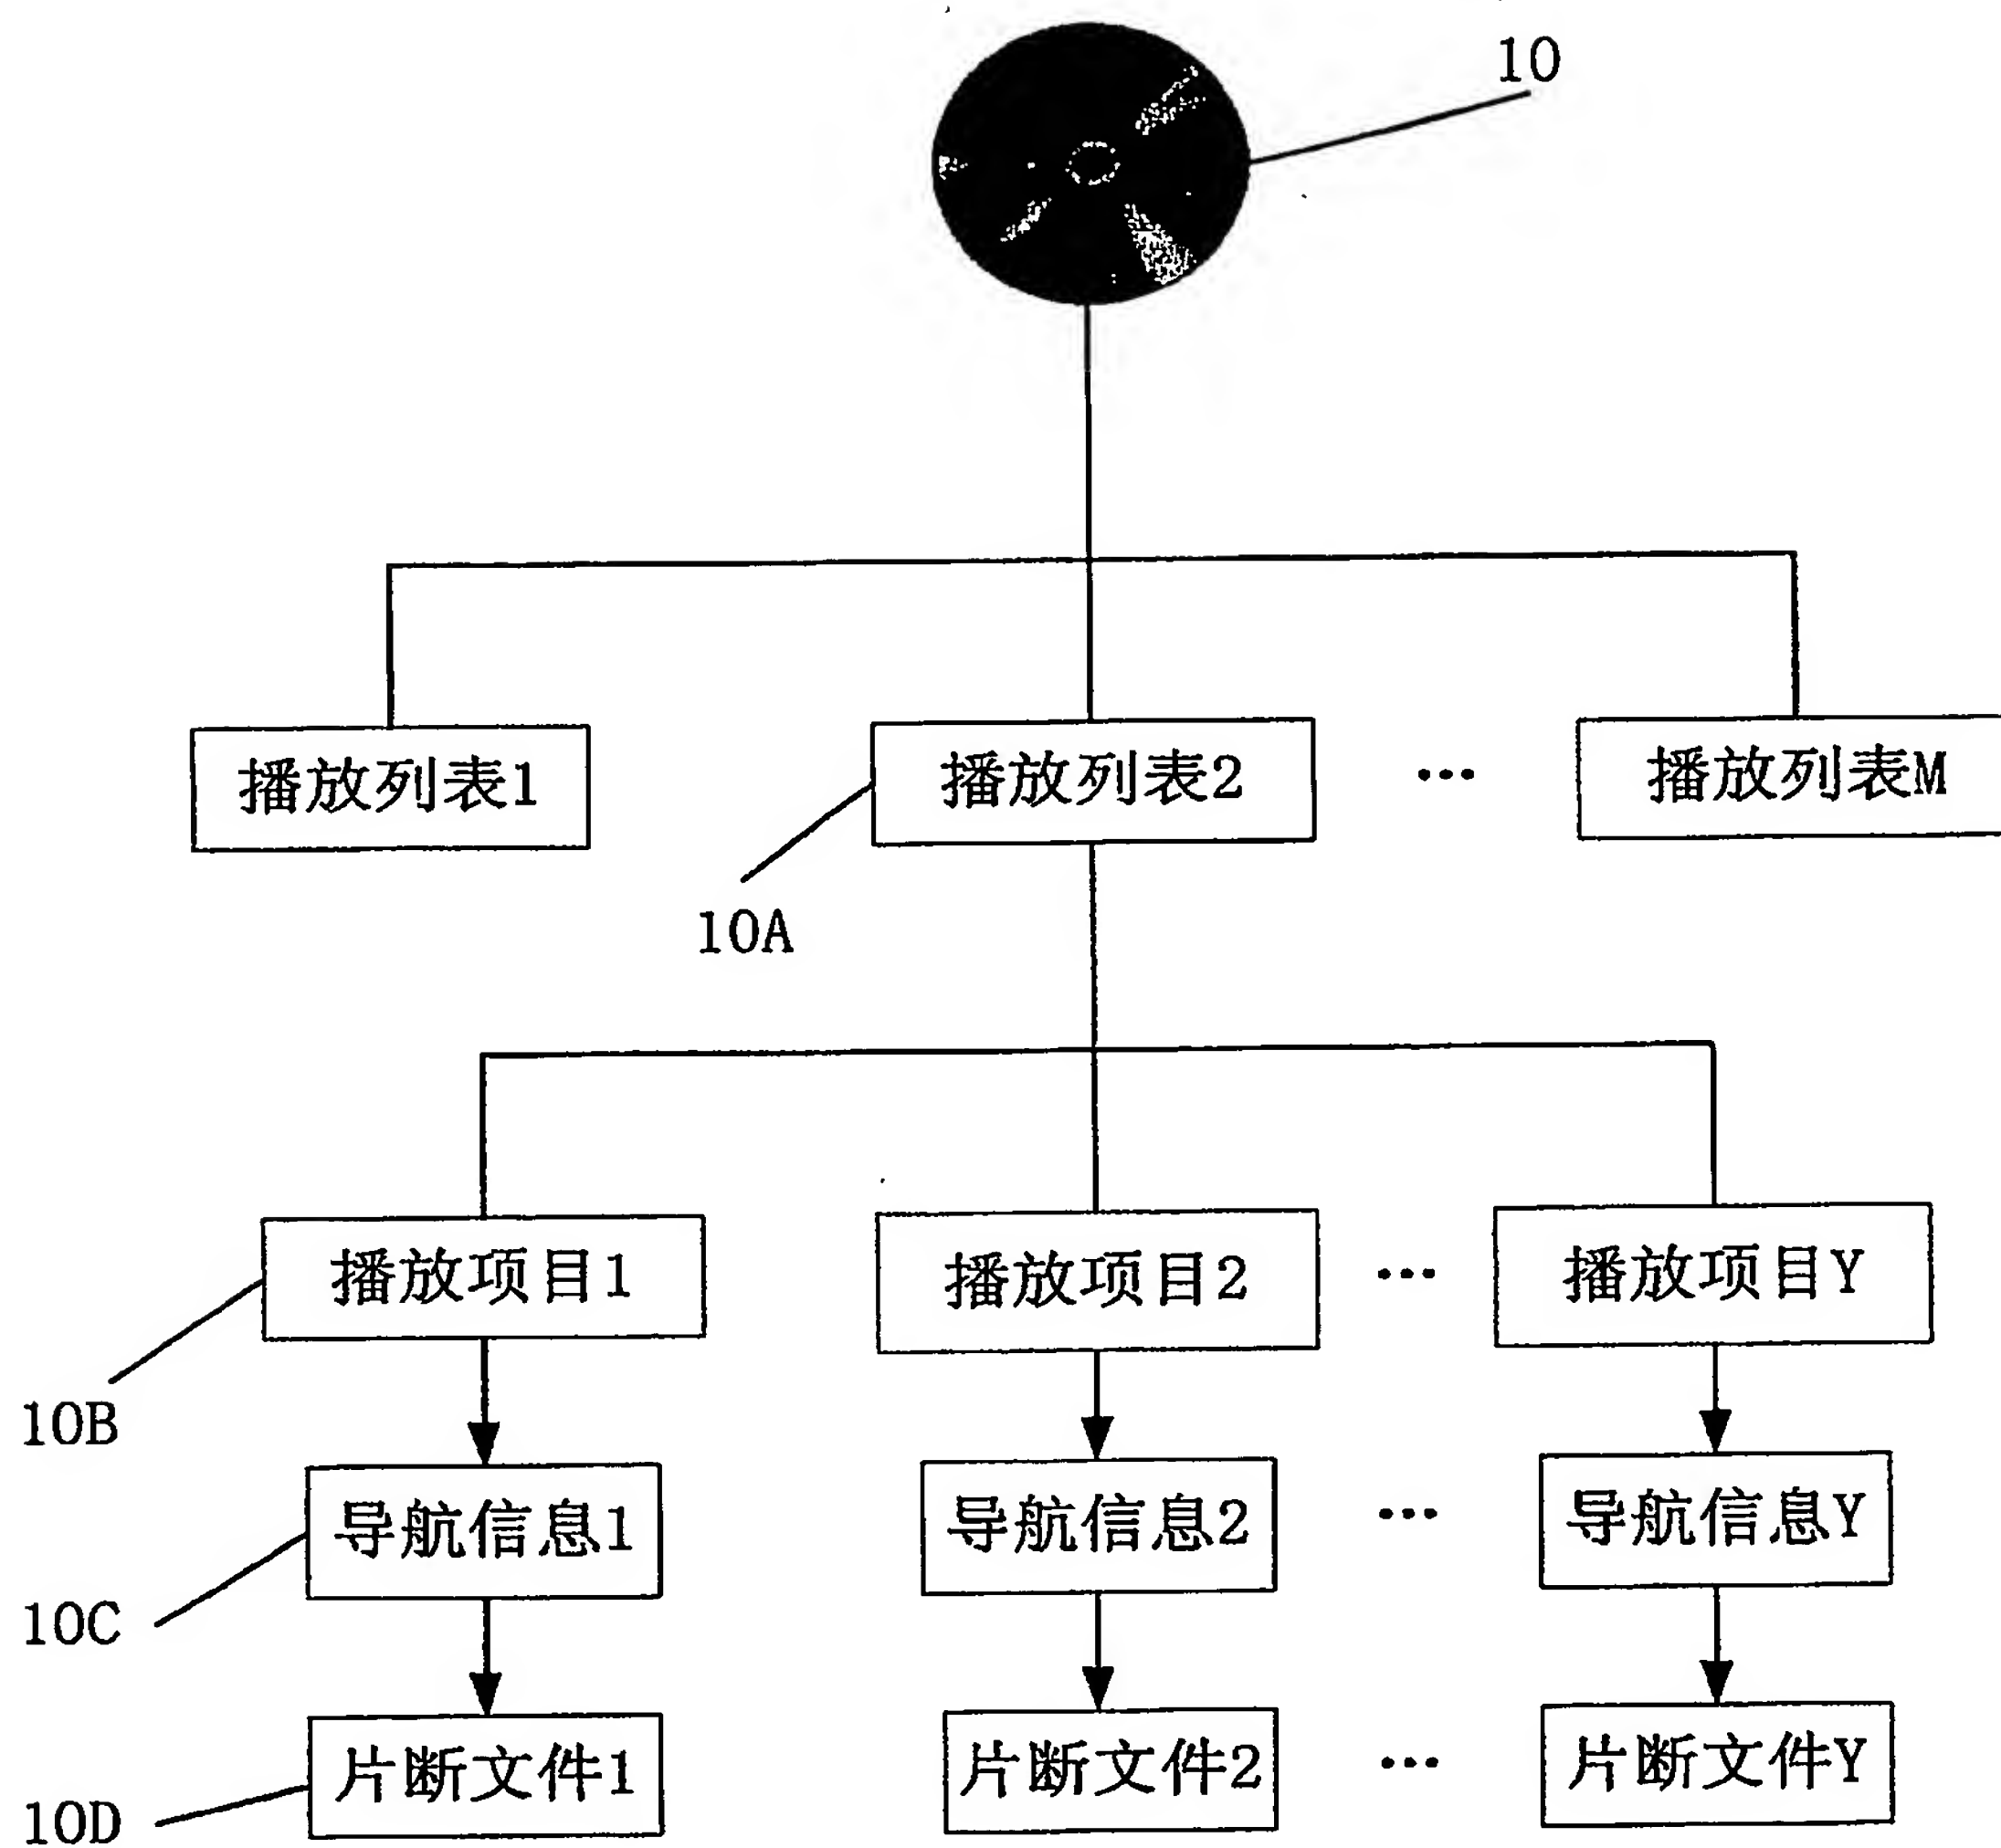 10
播放列表1
播放列表2
...
播放列表M
10A
播放项目1
播放项目2
...
播放项目Y
10B
导航信息1
导航信息2
...
导航信息Y
10C
片断文件1
片断文件2
...
片断文件Y
10D